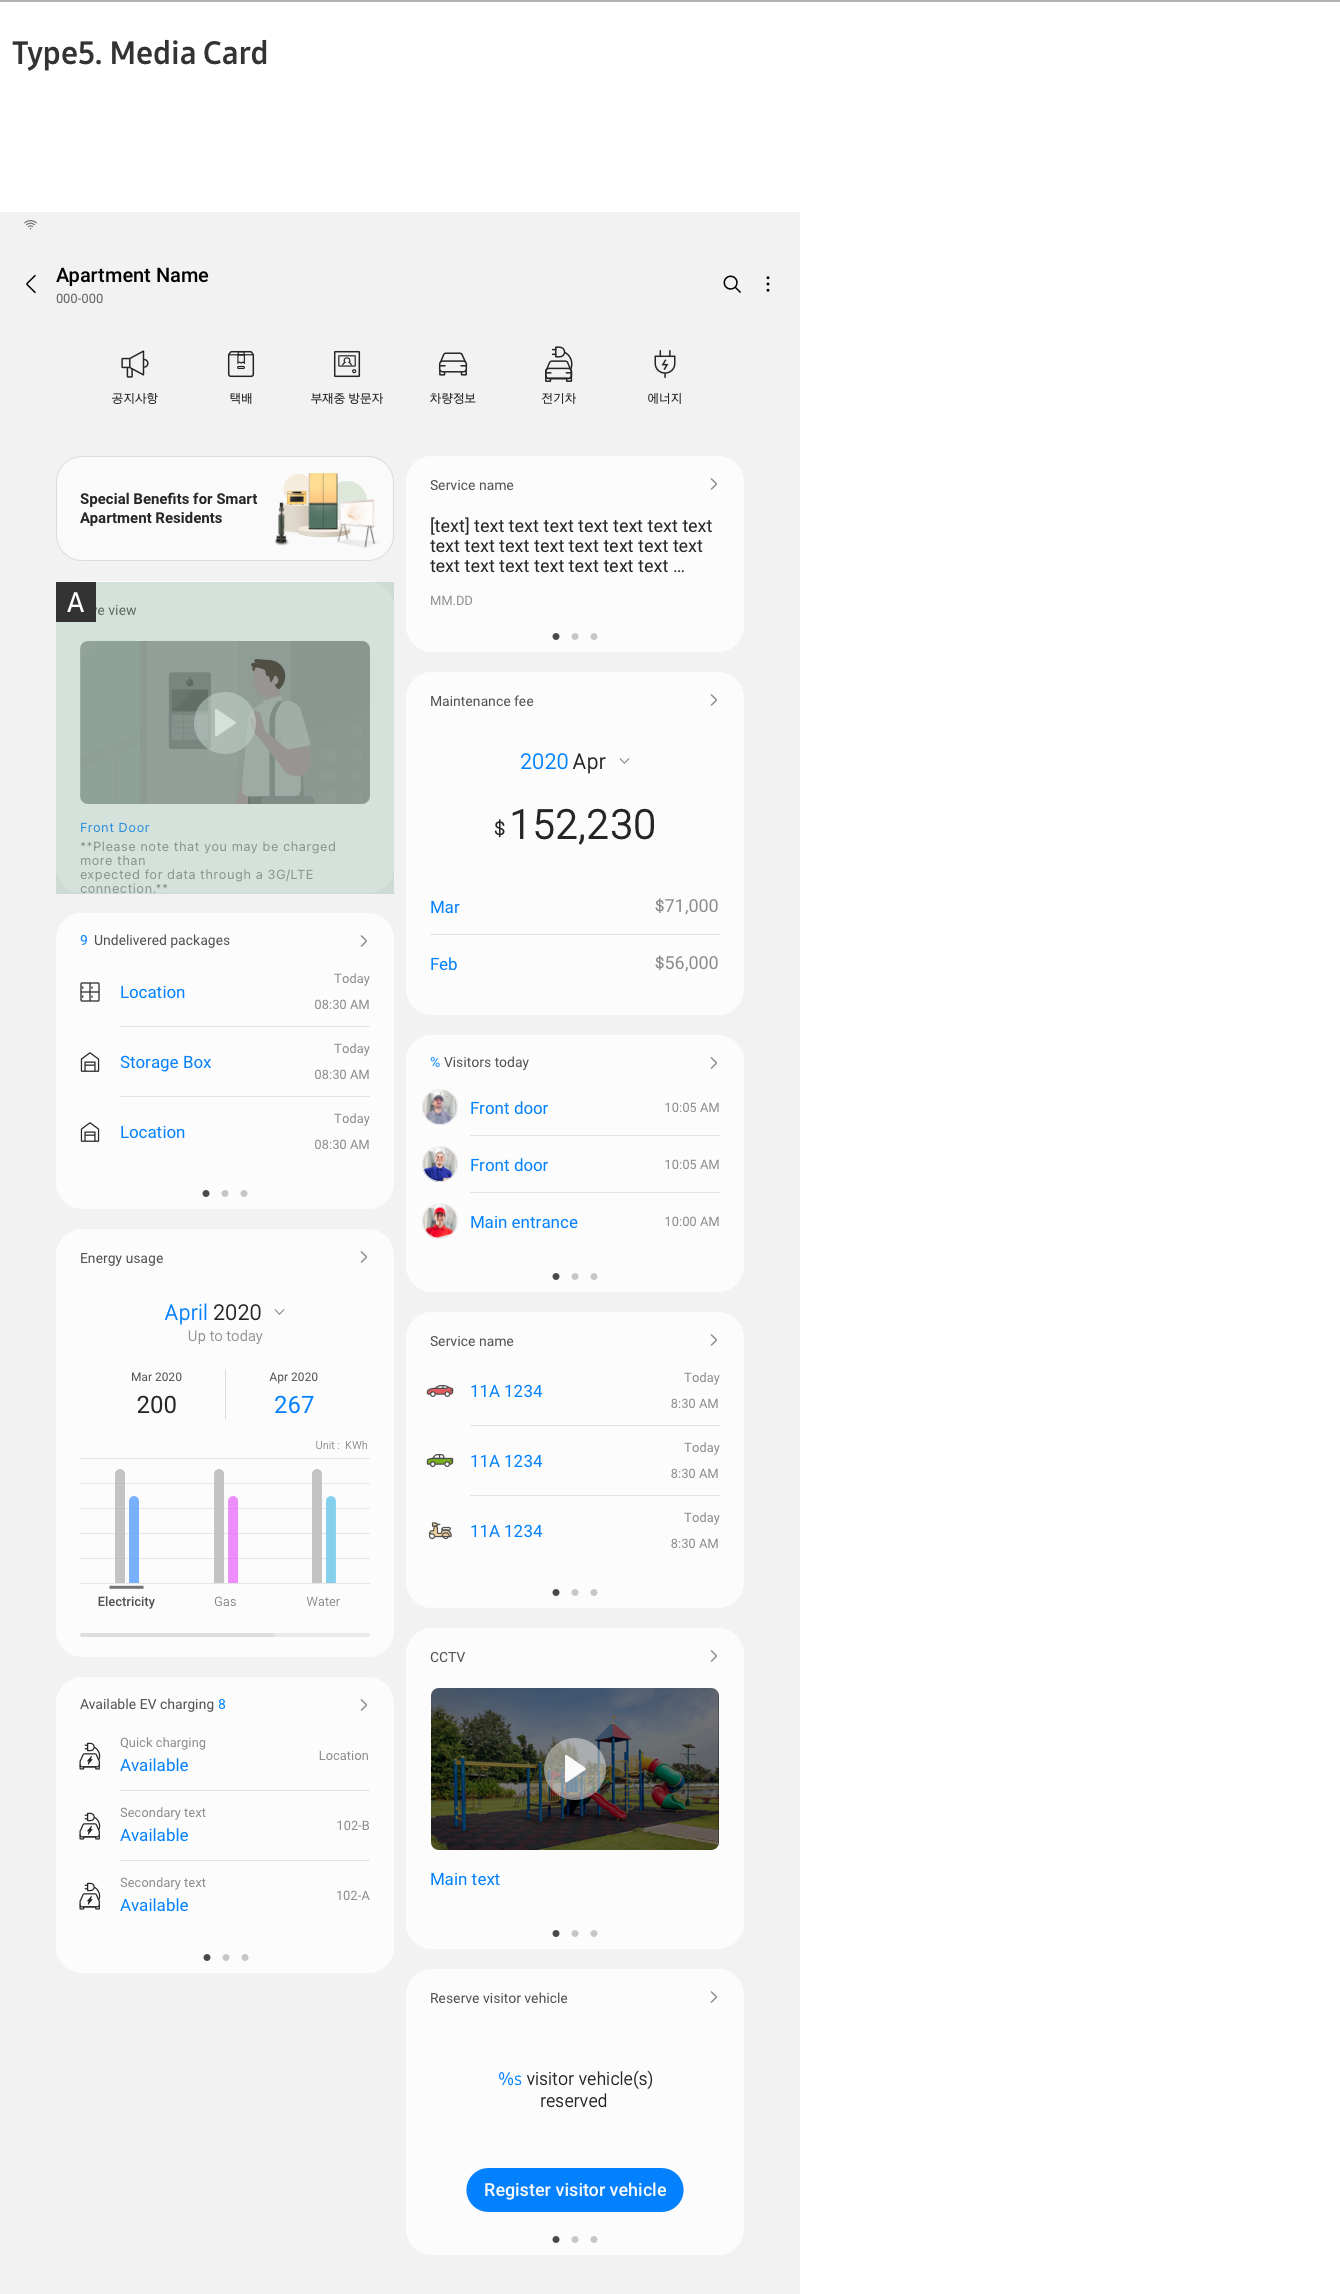 Type5. Media Card
Apartment Name
000-000
공지사항
택배
부재중 방문자
차량정보
전기차
에너지
Special Benefits for Smart
Apartment Residents
A
ve view
Front Door
**Please note that you may be charged
more than
expected for data through a 3G/LTE
connection.**
9 Undelivered packages
Location
Today
08:30 AM
Storage Box
Today
08:30 AM
Location
Today
08:30 AM
Energy usage
April 2020
Up to today
Mar 2020
200
Apr 2020
267
Unit : KWh
Electricity
Gas
Water
Available EV charging 8
Quick charging
Available
Location
Secondary text
Available
102-B
Secondary text
Available
102-A
Service name
[text] text text text text text text text
text text text text text text text text
text text text text text text text ...
MM.DD
Maintenance fee
2020 Apr
$ 152,230
Mar
$71,000
Feb
$56,000
% Visitors today
Front door
10:05 AM
Front door
10:05 AM
Main entrance
10:00 AM
Service name
11A 1234
Today
8:30 AM
11A 1234
Today
8:30 AM
11A 1234
Today
8:30 AM
CCTV
Main text
Reserve visitor vehicle
%s visitor vehicle(s)
reserved
Register visitor vehicle